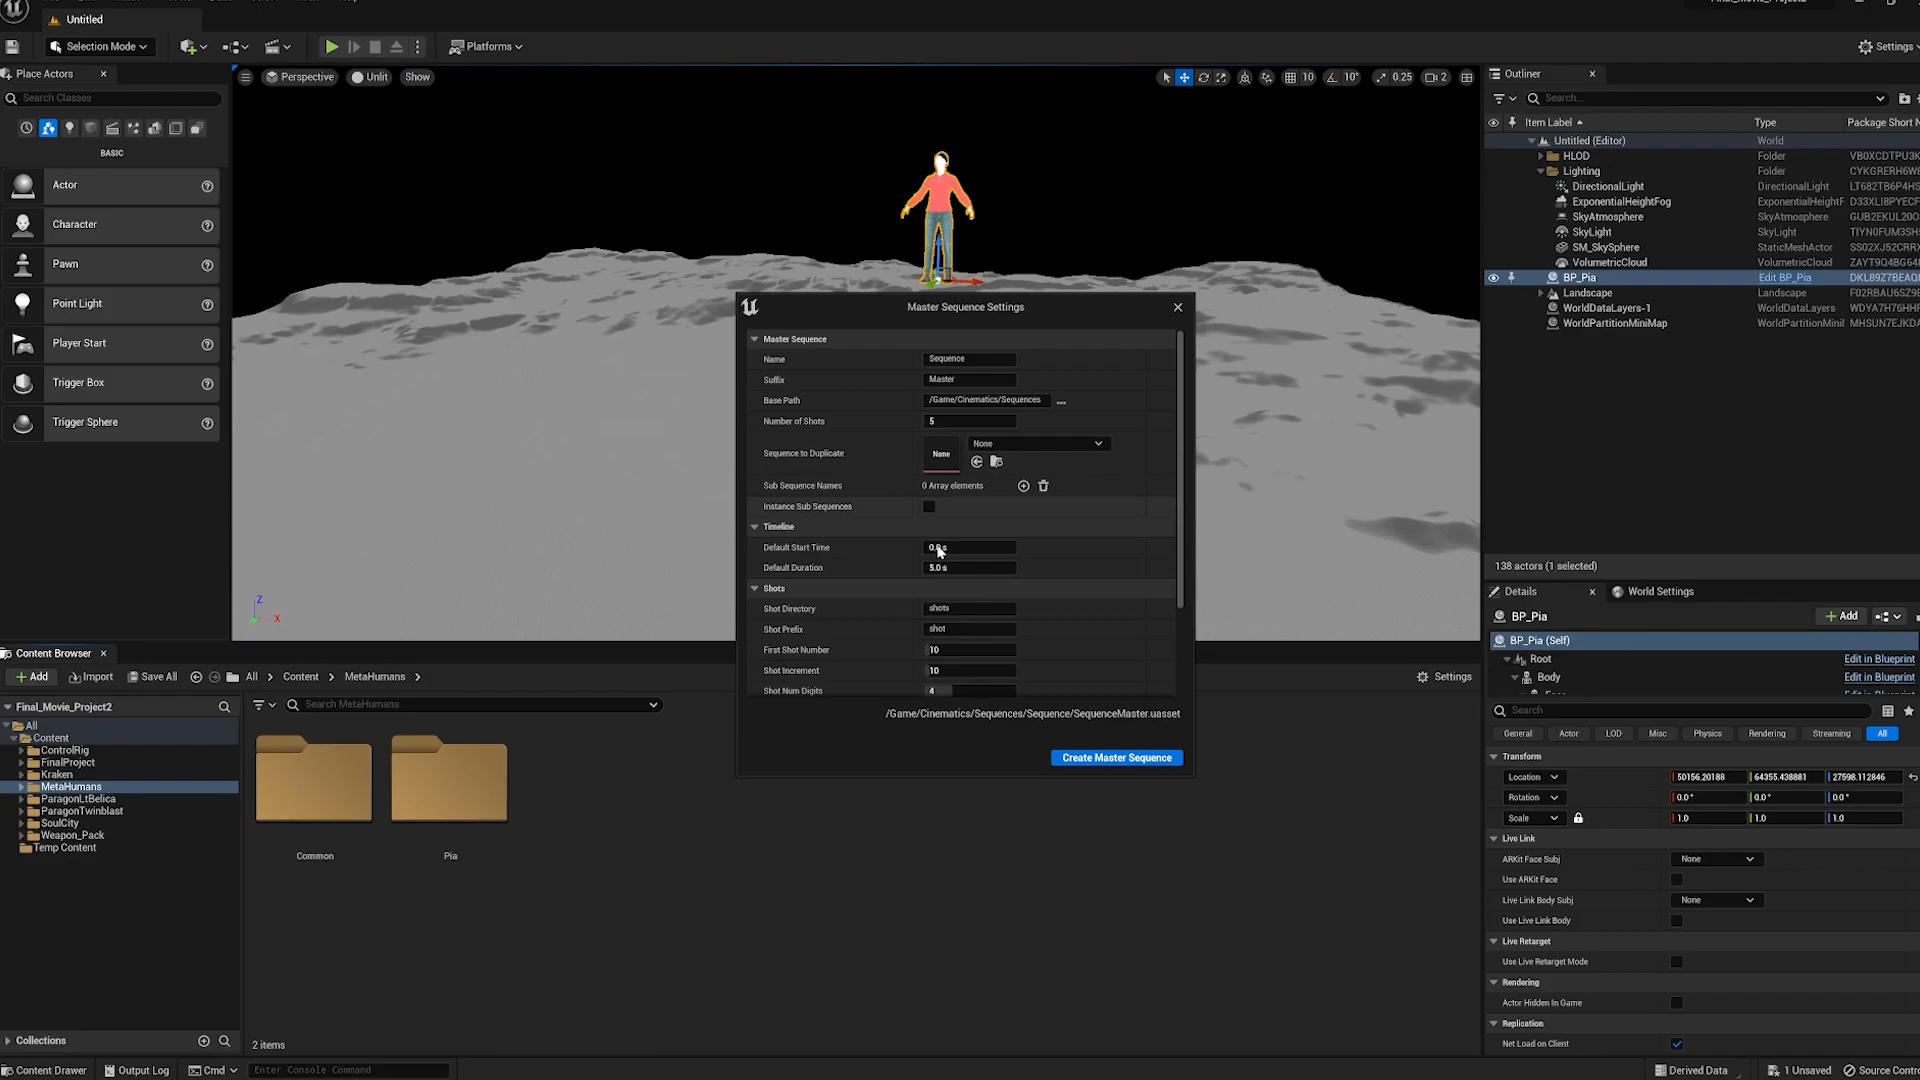 Final_Movie_Project2
Untitled
Selection Mode
Platforms
Settings
Place Actors
Search Classes
BASIC
Actor
Character
Pawn
Point Light
Player Start
Trigger Box
Trigger Sphere
Perspective
Unlit
Show
10
10°
0.25
2
Z
X
Master Sequence Settings
Master Sequence
Name
Sequence
Suffix
Master
Base Path
/Game/Cinematics/Sequences
...
Number of Shots
5
Sequence to Duplicate
None
None
Sub Sequence Names
0 Array elements
Instance Sub Sequences
Timeline
Default Start Time
Default Duration
5.0 s
Shots
Shot Directory
shots
Shot Prefix
shot
First Shot Number
10
Shot Increment
10
Shot Num Digits
4
/Game/Cinematics/Sequences/Sequence/SequenceMaster.uasset
Create Master Sequence
Outliner
Search...
Item Label
Type
Package Short N
Untitled (Editor)
World
HLOD
Folder
Lighting
Folder
DirectionalLight
DirectionalLight
ExponentialHeightFog
ExponentialHeightF
SkyAtmosphere
SkyAtmosphere
SkyLight
SkyLight
SM_SkySphere
StaticMeshActor
VolumetricCloud
VolumetricCloud
BP_Pia
Edit BP_Pia
Landscape
Landscape
WorldDataLayers-1
WorldDataLayers
WorldPartitionMiniMap
WorldPartitionMini
138 actors (1 selected)
Details
World Settings
BP_Pia
Add
BP_Pia (Self)
Root
Edit in Blueprint
Body
Edit in Blueprint
Search
General
Actor
LOD
Misc
Physics
Rendering
Streaming
All
Transform
Location
50156.20188
64355.438881
27598.112846
Rotation
0.0°
0.0°
0.0°
Scale
1.0
1.0
1.0
Live Link
ARKit Face Subj
None
Use ARKit Face
Live Link Body Subj
None
Use Live Link Body
Live Retarget
Use Live Retarget Mode
Rendering
Actor Hidden In Game
Replication
Net Load on Client
Content Browser
Add
Import
Save All
All
Content
MetaHumans
Settings
Final_Movie_Project2
All
Content
ControlRig
FinalProject
Kraken
MetaHumans
ParagonLtBelica
ParagonTwinblast
SoulCity
Weapon_Pack
Temp Content
Search MetaHumans
Common
Pia
Collections
2 items
Content Drawer
Output Log
Cmd
Enter Console Command
Derived Data
1 Unsaved
Source Contro